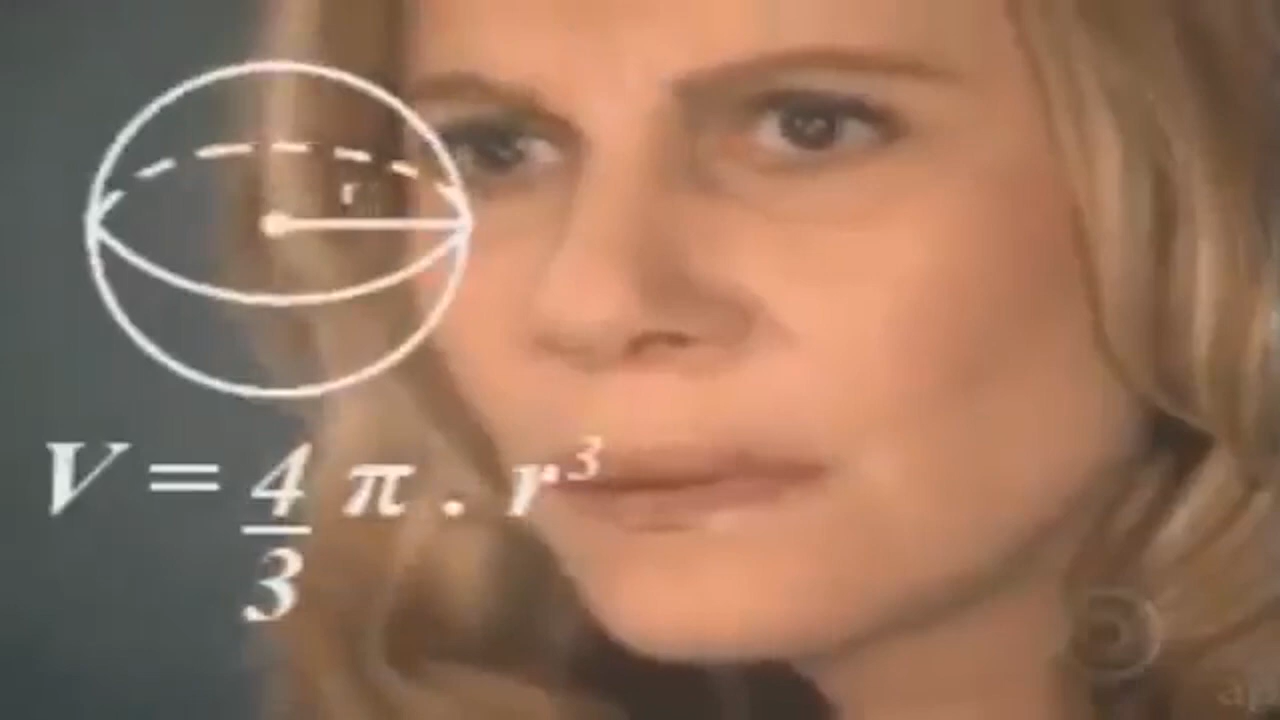 r
V = 4/3 π . r³